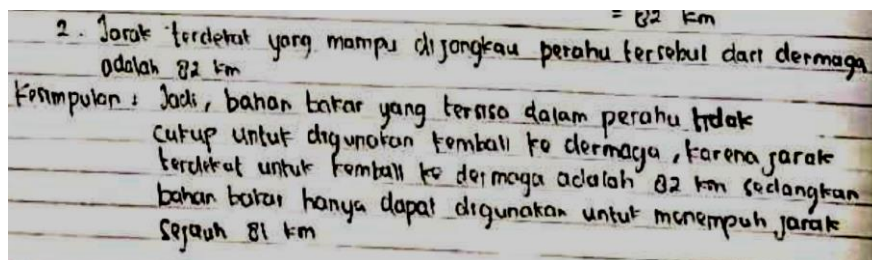 = 82 km
2. Jarak terdekat yang mampu dijangkau perahu tersebut dari dermaga
adalah 82 km
Kesimpulan : Jadi, bahan bakar yang tersisa dalam perahu tidak
cukup untuk digunakan kembali ke dermaga, karena jarak
terdekat untuk kembali ke dermaga adalah 82 km sedangkan
bahan bakar hanya dapat digunakan untuk menempuh jarak
sejauh 81 km